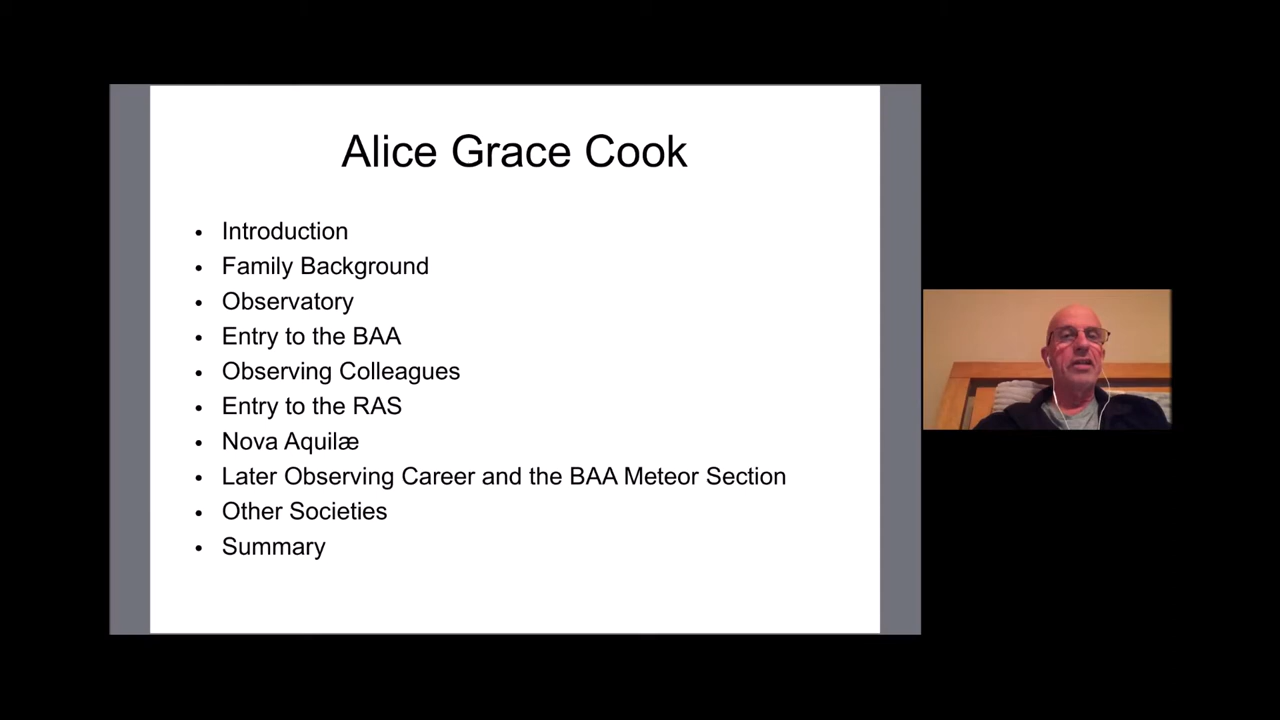 Alice Grace Cook
• Introduction
• Family Background
• Observatory
• Entry to the BAA
• Observing Colleagues
• Entry to the RAS
• Nova Aquilæ
• Later Observing Career and the BAA Meteor Section
• Other Societies
• Summary